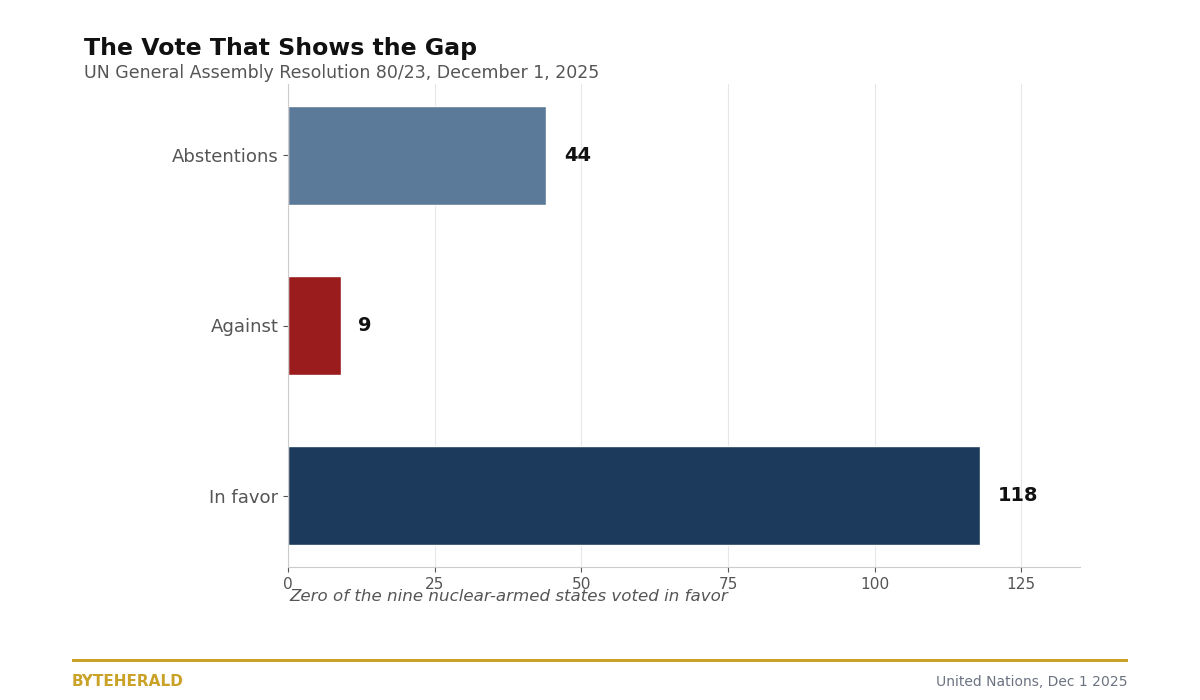 The Vote That Shows the Gap
UN General Assembly Resolution 80/23, December 1, 2025
Abstentions 44
Against 9
In favor 118
0 25 50 75 100 125
Zero of the nine nuclear-armed states voted in favor
BYTEHERALD United Nations, Dec 1 2025